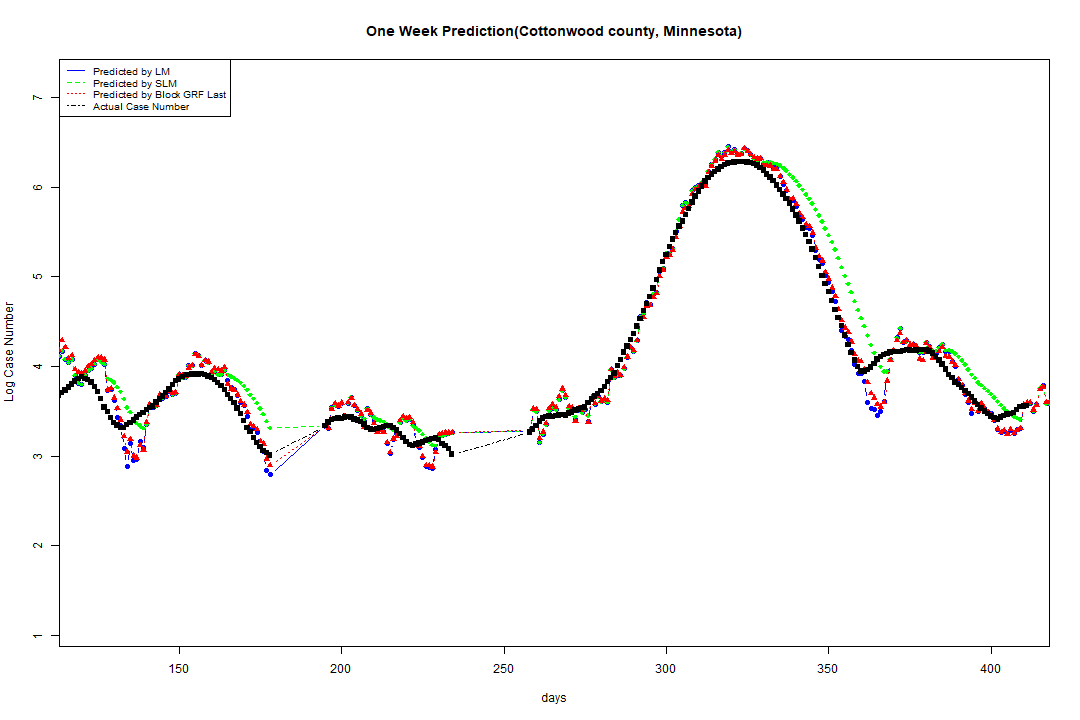 One Week Prediction(Cottonwood county, Minnesota)
Predicted by LM
Predicted by SLM
Predicted by Block GRF Last
Actual Case Number
7
6
5
4
3
2
1
Log Case Number
150 200 250 300 350 400
days